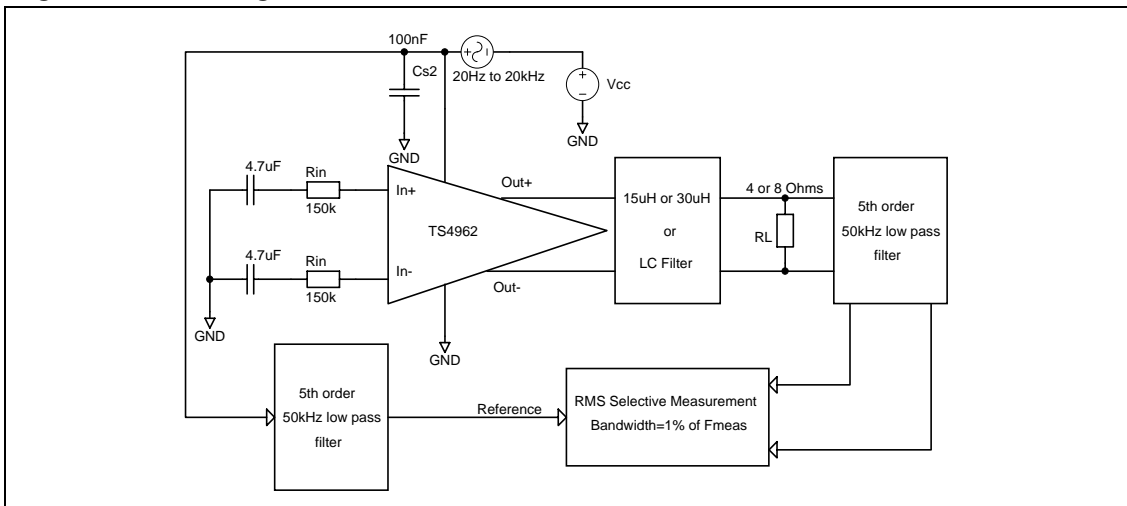 100nF
Cs2
20Hz to 20kHz
Vcc
GND
GND
4.7uF
Rin
150k
In+
Out+
TS4962
15uH or 30uH
or
LC Filter
4 or 8 Ohms
RL
5th order
50kHz low pass
filter
4.7uF
Rin
150k
In-
Out-
GND
GND
5th order
50kHz low pass
filter
Reference
RMS Selective Measurement
Bandwidth=1% of Fmeas